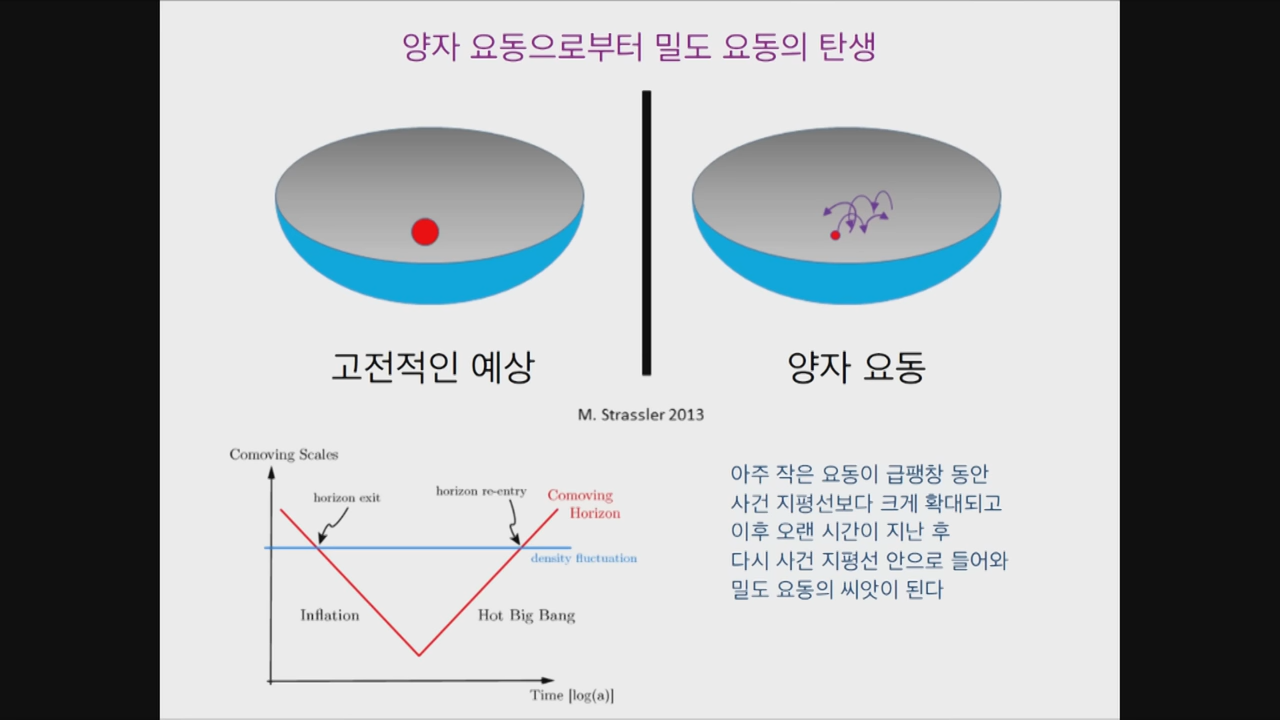 양자 요동으로부터 밀도 요동의 탄생
고전적인 예상
양자 요동
M. Strassler 2013
Comoving Scales
horizon exit
horizon re-entry
Comoving
Horizon
density fluctuation
Inflation
Hot Big Bang
Time [log(a)]
아주 작은 요동이 급팽창 동안
사건 지평선보다 크게 확대되고
이후 오랜 시간이 지난 후
다시 사건 지평선 안으로 들어와
밀도 요동의 씨앗이 된다